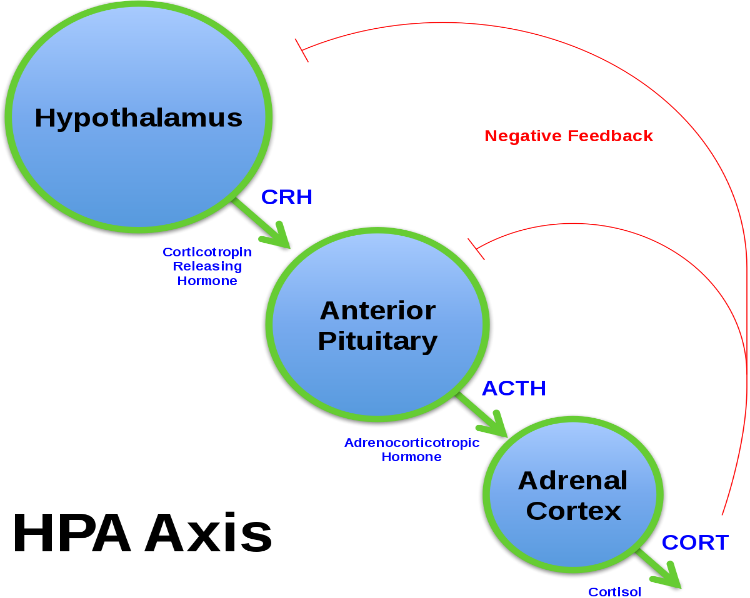 Hypothalamus
Negative Feedback
CRH
Corticotropin
Releasing
Hormone
Anterior
Pituitary
ACTH
Adrenocorticotropic
Hormone
Adrenal
Cortex
HPA Axis
CORT
Cortisol